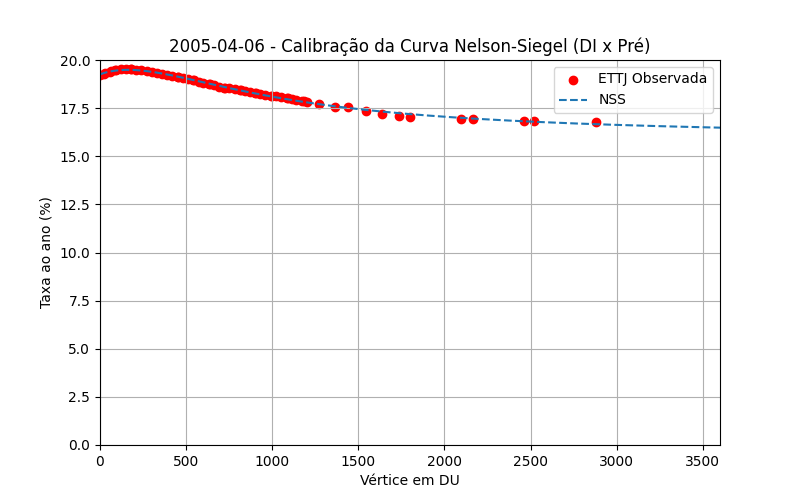 2005-04-06 - Calibração da Curva Nelson-Siegel (DI x Pré)
ETTJ Observada
NSS
Taxa ao ano (%)
20.0
17.5
15.0
12.5
10.0
7.5
5.0
2.5
0.0
0 500 1000 1500 2000 2500 3000 3500
Vértice em DU